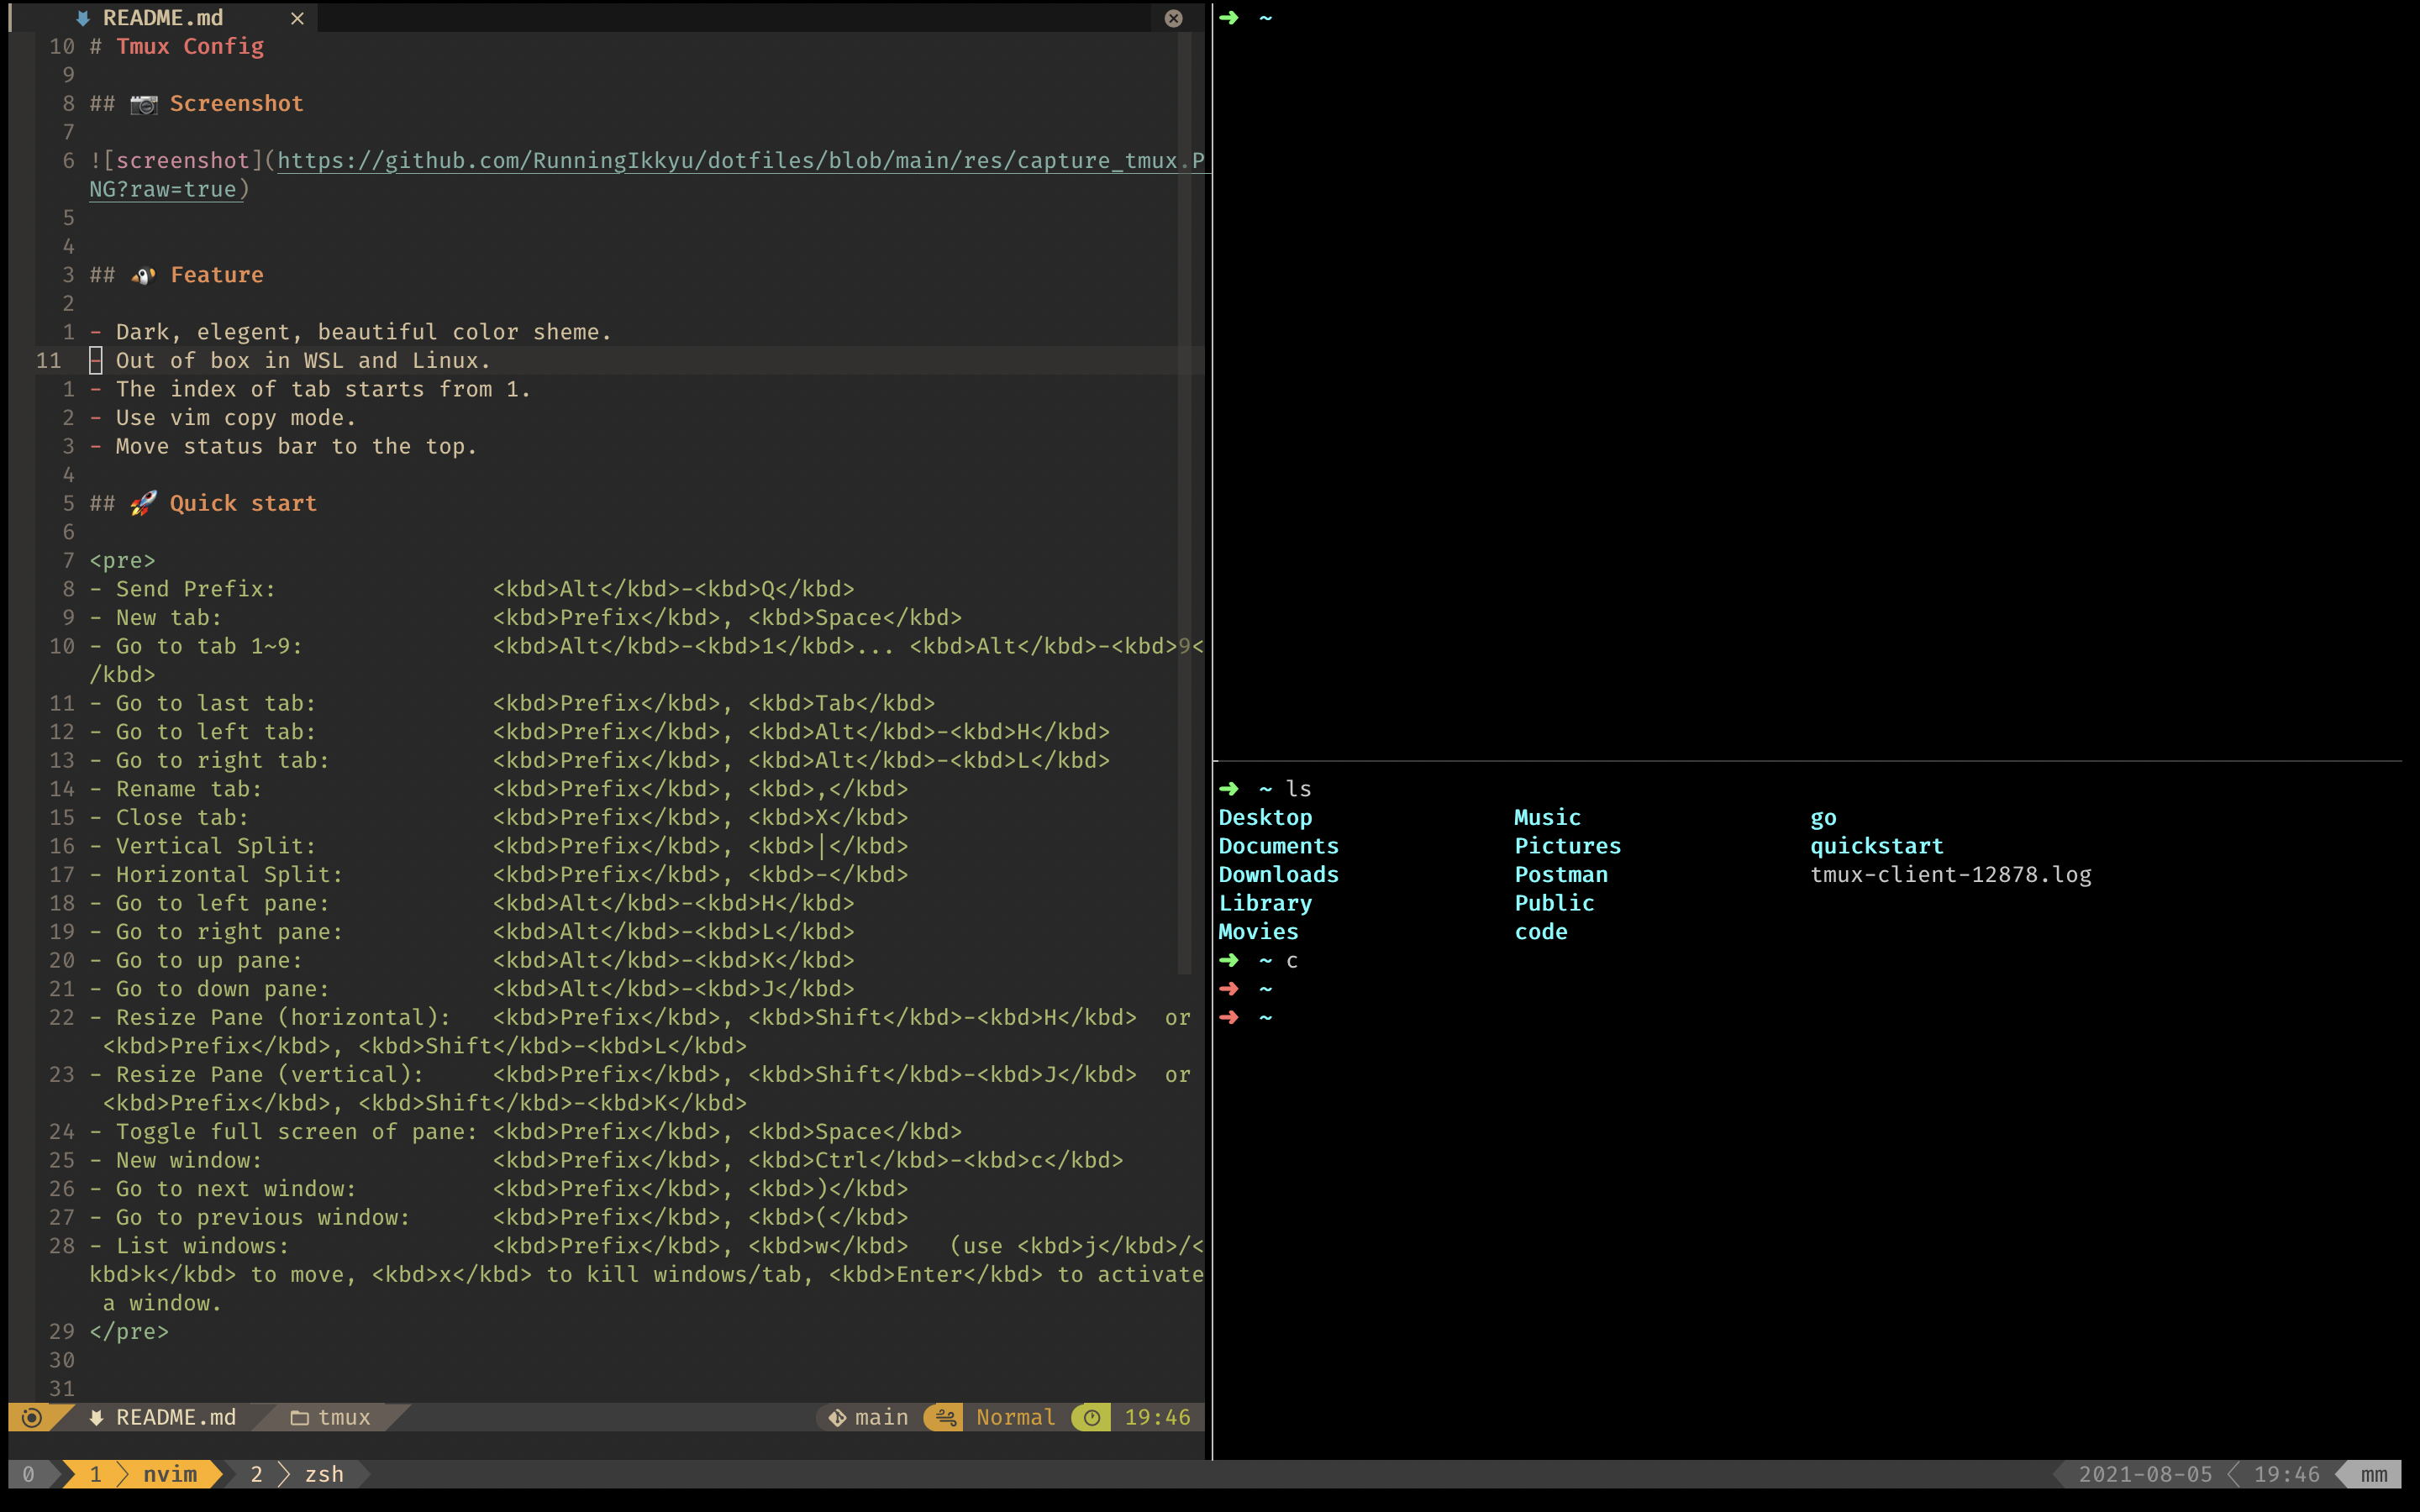 README.md ×
10 # Tmux Config
9
8 ## 📷 Screenshot
7
6 ![screenshot](https://github.com/RunningIkkyu/dotfiles/blob/main/res/capture_tmux.P
NG?raw=true)
5
4
3 ## Feature
2
1 - Dark, elegent, beautiful color sheme.
11 - Out of box in WSL and Linux.
1 - The index of tab starts from 1.
2 - Use vim copy mode.
3 - Move status bar to the top.
4
5 ## 🚀 Quick start
6
7 <pre>
8 - Send Prefix: <kbd>Alt</kbd>-<kbd>Q</kbd>
9 - New tab: <kbd>Prefix</kbd>, <kbd>Space</kbd>
10 - Go to tab 1~9: <kbd>Alt</kbd>-<kbd>1</kbd>... <kbd>Alt</kbd>-<kbd>9<
/kbd>
11 - Go to last tab: <kbd>Prefix</kbd>, <kbd>Tab</kbd>
12 - Go to left tab: <kbd>Prefix</kbd>, <kbd>Alt</kbd>-<kbd>H</kbd>
13 - Go to right tab: <kbd>Prefix</kbd>, <kbd>Alt</kbd>-<kbd>L</kbd>
14 - Rename tab: <kbd>Prefix</kbd>, <kbd>,</kbd>
15 - Close tab: <kbd>Prefix</kbd>, <kbd>X</kbd>
16 - Vertical Split: <kbd>Prefix</kbd>, <kbd>|</kbd>
17 - Horizontal Split: <kbd>Prefix</kbd>, <kbd>-</kbd>
18 - Go to left pane: <kbd>Alt</kbd>-<kbd>H</kbd>
19 - Go to right pane: <kbd>Alt</kbd>-<kbd>L</kbd>
20 - Go to up pane: <kbd>Alt</kbd>-<kbd>K</kbd>
21 - Go to down pane: <kbd>Alt</kbd>-<kbd>J</kbd>
22 - Resize Pane (horizontal): <kbd>Prefix</kbd>, <kbd>Shift</kbd>-<kbd>H</kbd> or
<kbd>Prefix</kbd>, <kbd>Shift</kbd>-<kbd>L</kbd>
23 - Resize Pane (vertical): <kbd>Prefix</kbd>, <kbd>Shift</kbd>-<kbd>J</kbd> or
<kbd>Prefix</kbd>, <kbd>Shift</kbd>-<kbd>K</kbd>
24 - Toggle full screen of pane: <kbd>Prefix</kbd>, <kbd>Space</kbd>
25 - New window: <kbd>Prefix</kbd>, <kbd>Ctrl</kbd>-<kbd>c</kbd>
26 - Go to next window: <kbd>Prefix</kbd>, <kbd>)</kbd>
27 - Go to previous window: <kbd>Prefix</kbd>, <kbd>(</kbd>
28 - List windows: <kbd>Prefix</kbd>, <kbd>w</kbd> (use <kbd>j</kbd>/<
kbd>k</kbd> to move, <kbd>x</kbd> to kill windows/tab, <kbd>Enter</kbd> to activate
a window.
29 </pre>
30
31
README.md tmux main Normal 19:46
➜ ~
➜ ~ ls
Desktop Music go
Documents Pictures quickstart
Downloads Postman tmux-client-12878.log
Library Public
Movies code
➜ ~ c
➜ ~
➜ ~
0 1 nvim 2 zsh 2021-08-05 19:46 mm